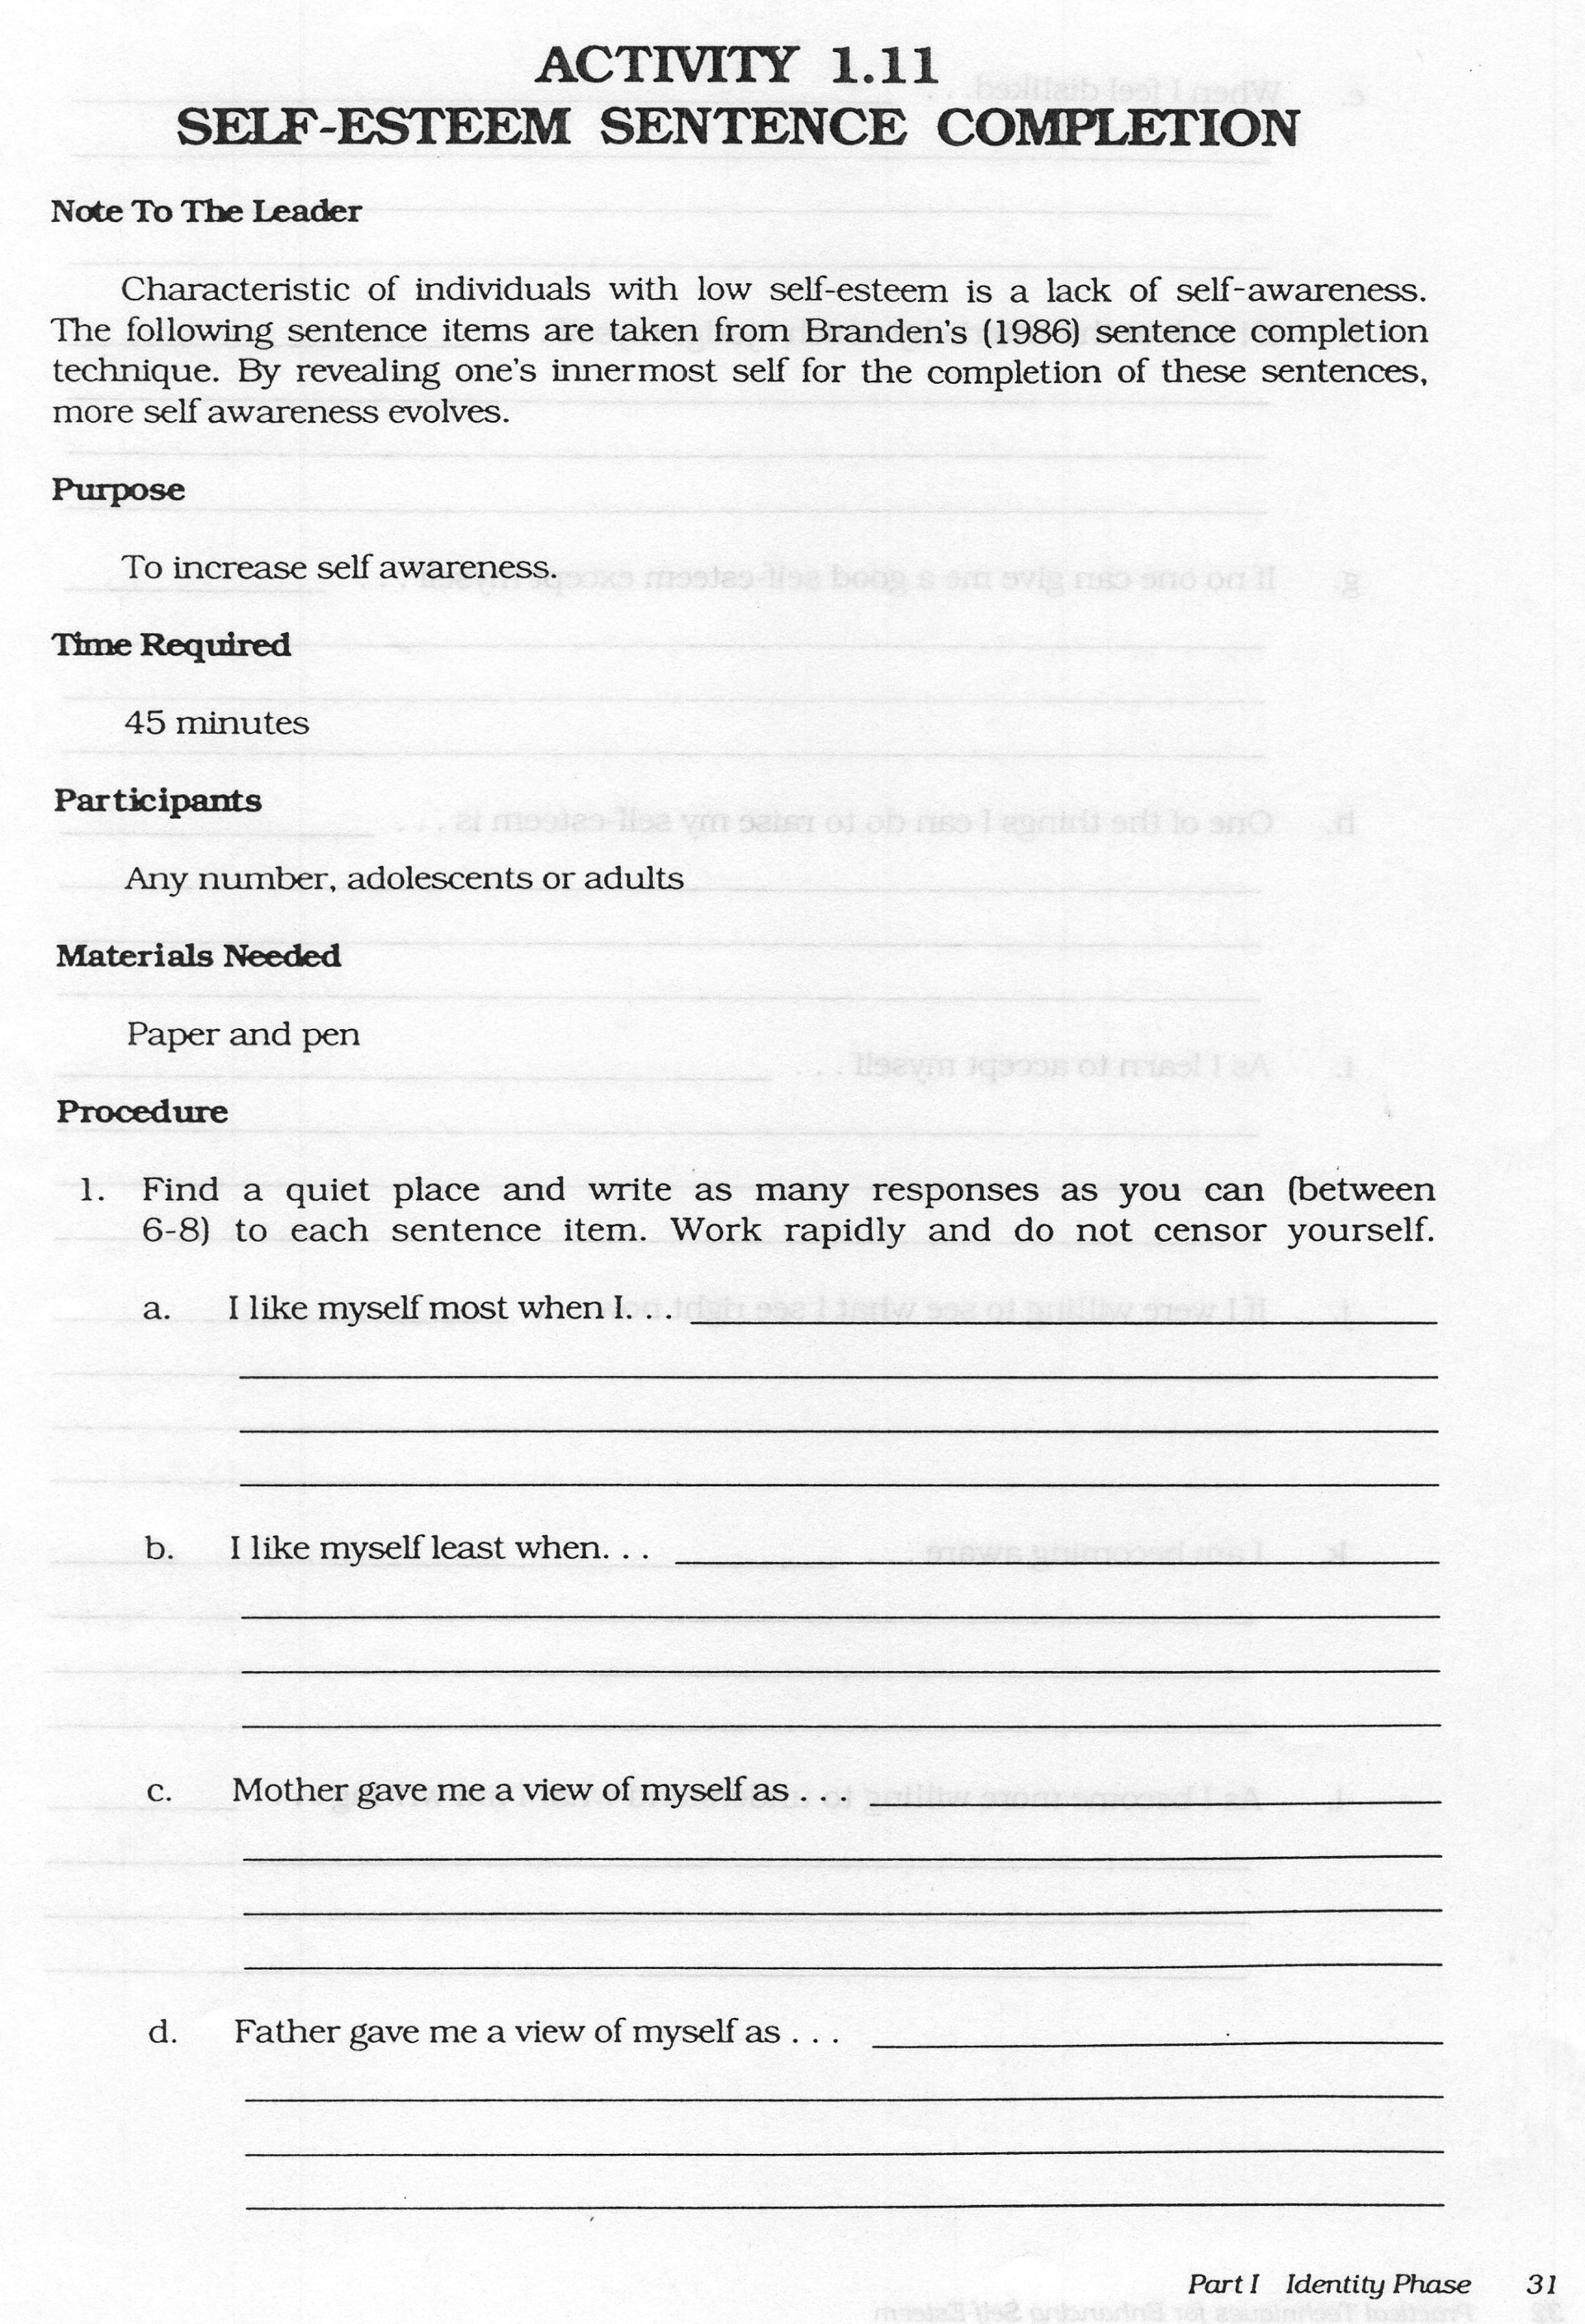 ACTIVITY 1.11
SELF-ESTEEM SENTENCE COMPLETION
Note To The Leader
Characteristic of individuals with low self-esteem is a lack of self-awareness.
The following sentence items are taken from Branden's (1986) sentence completion
technique. By revealing one's innermost self for the completion of these sentences,
more self awareness evolves.
Purpose
To increase self awareness.
Time Required
45 minutes
Participants
Any number, adolescents or adults
Materials Needed
Paper and pen
Procedure
1. Find a quiet place and write as many responses as you can (between
6-8) to each sentence item. Work rapidly and do not censor yourself.
a. I like myself most when I. . .
b. I like myself least when. . .
c. Mother gave me a view of myself as . . .
d. Father gave me a view of myself as . . .
Part I Identity Phase 31